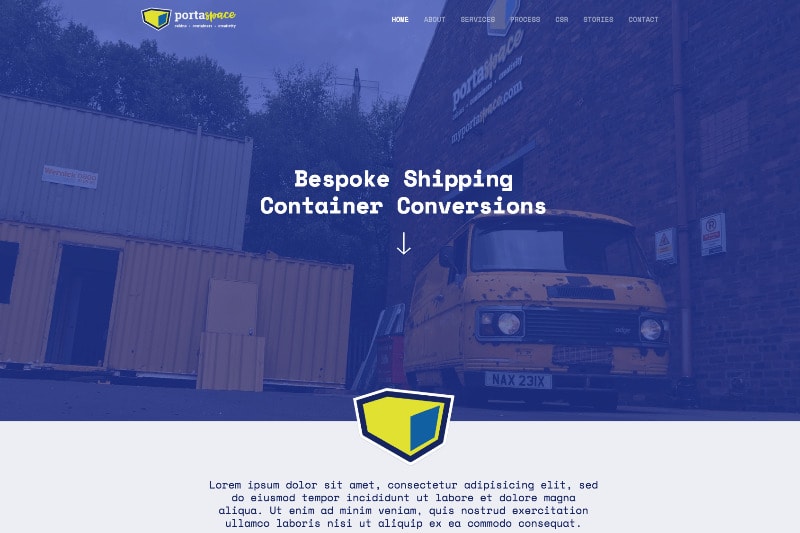 portaspace
HOME ABOUT SERVICES PROCESS CSR STORIES CONTACT
portaspace
myportaspace.com
Bespoke Shipping
Container Conversions
NAX 231X
Lorem ipsum dolor sit amet, consectetur adipisicing elit, sed
do eiusmod tempor incididunt ut labore et dolore magna
aliqua. Ut enim ad minim veniam, quis nostrud exercitation
ullamco laboris nisi ut aliquip ex ea commodo consequat.